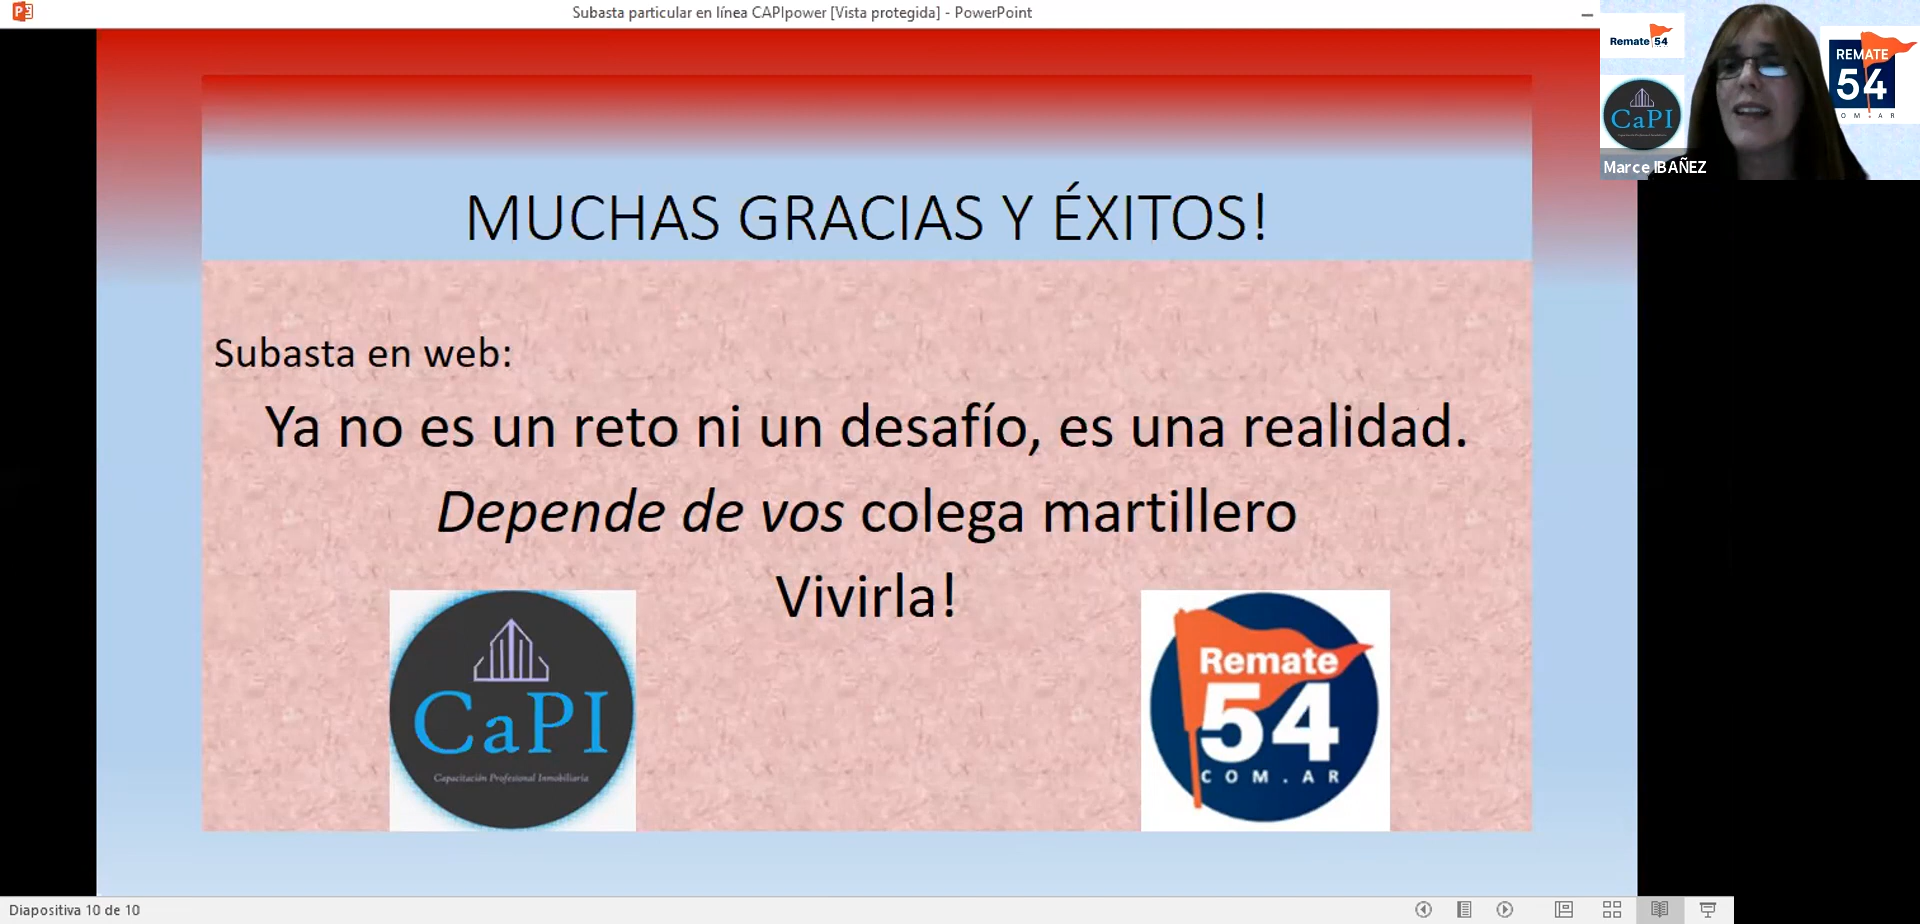 Subasta particular en línea CAPIpower [Vista protegida] - PowerPoint
Remate 54
REMATE
54
OM.AR
CaPI
Marce IBAÑEZ
MUCHAS GRACIAS Y ÉXITOS!
Subasta en web:
Ya no es un reto ni un desafío, es una realidad.
Depende de vos colega martillero
Vivirla!
CaPI
Capacitación Profesional Inmobiliaria
Remate
54
COM.AR
Diapositiva 10 de 10